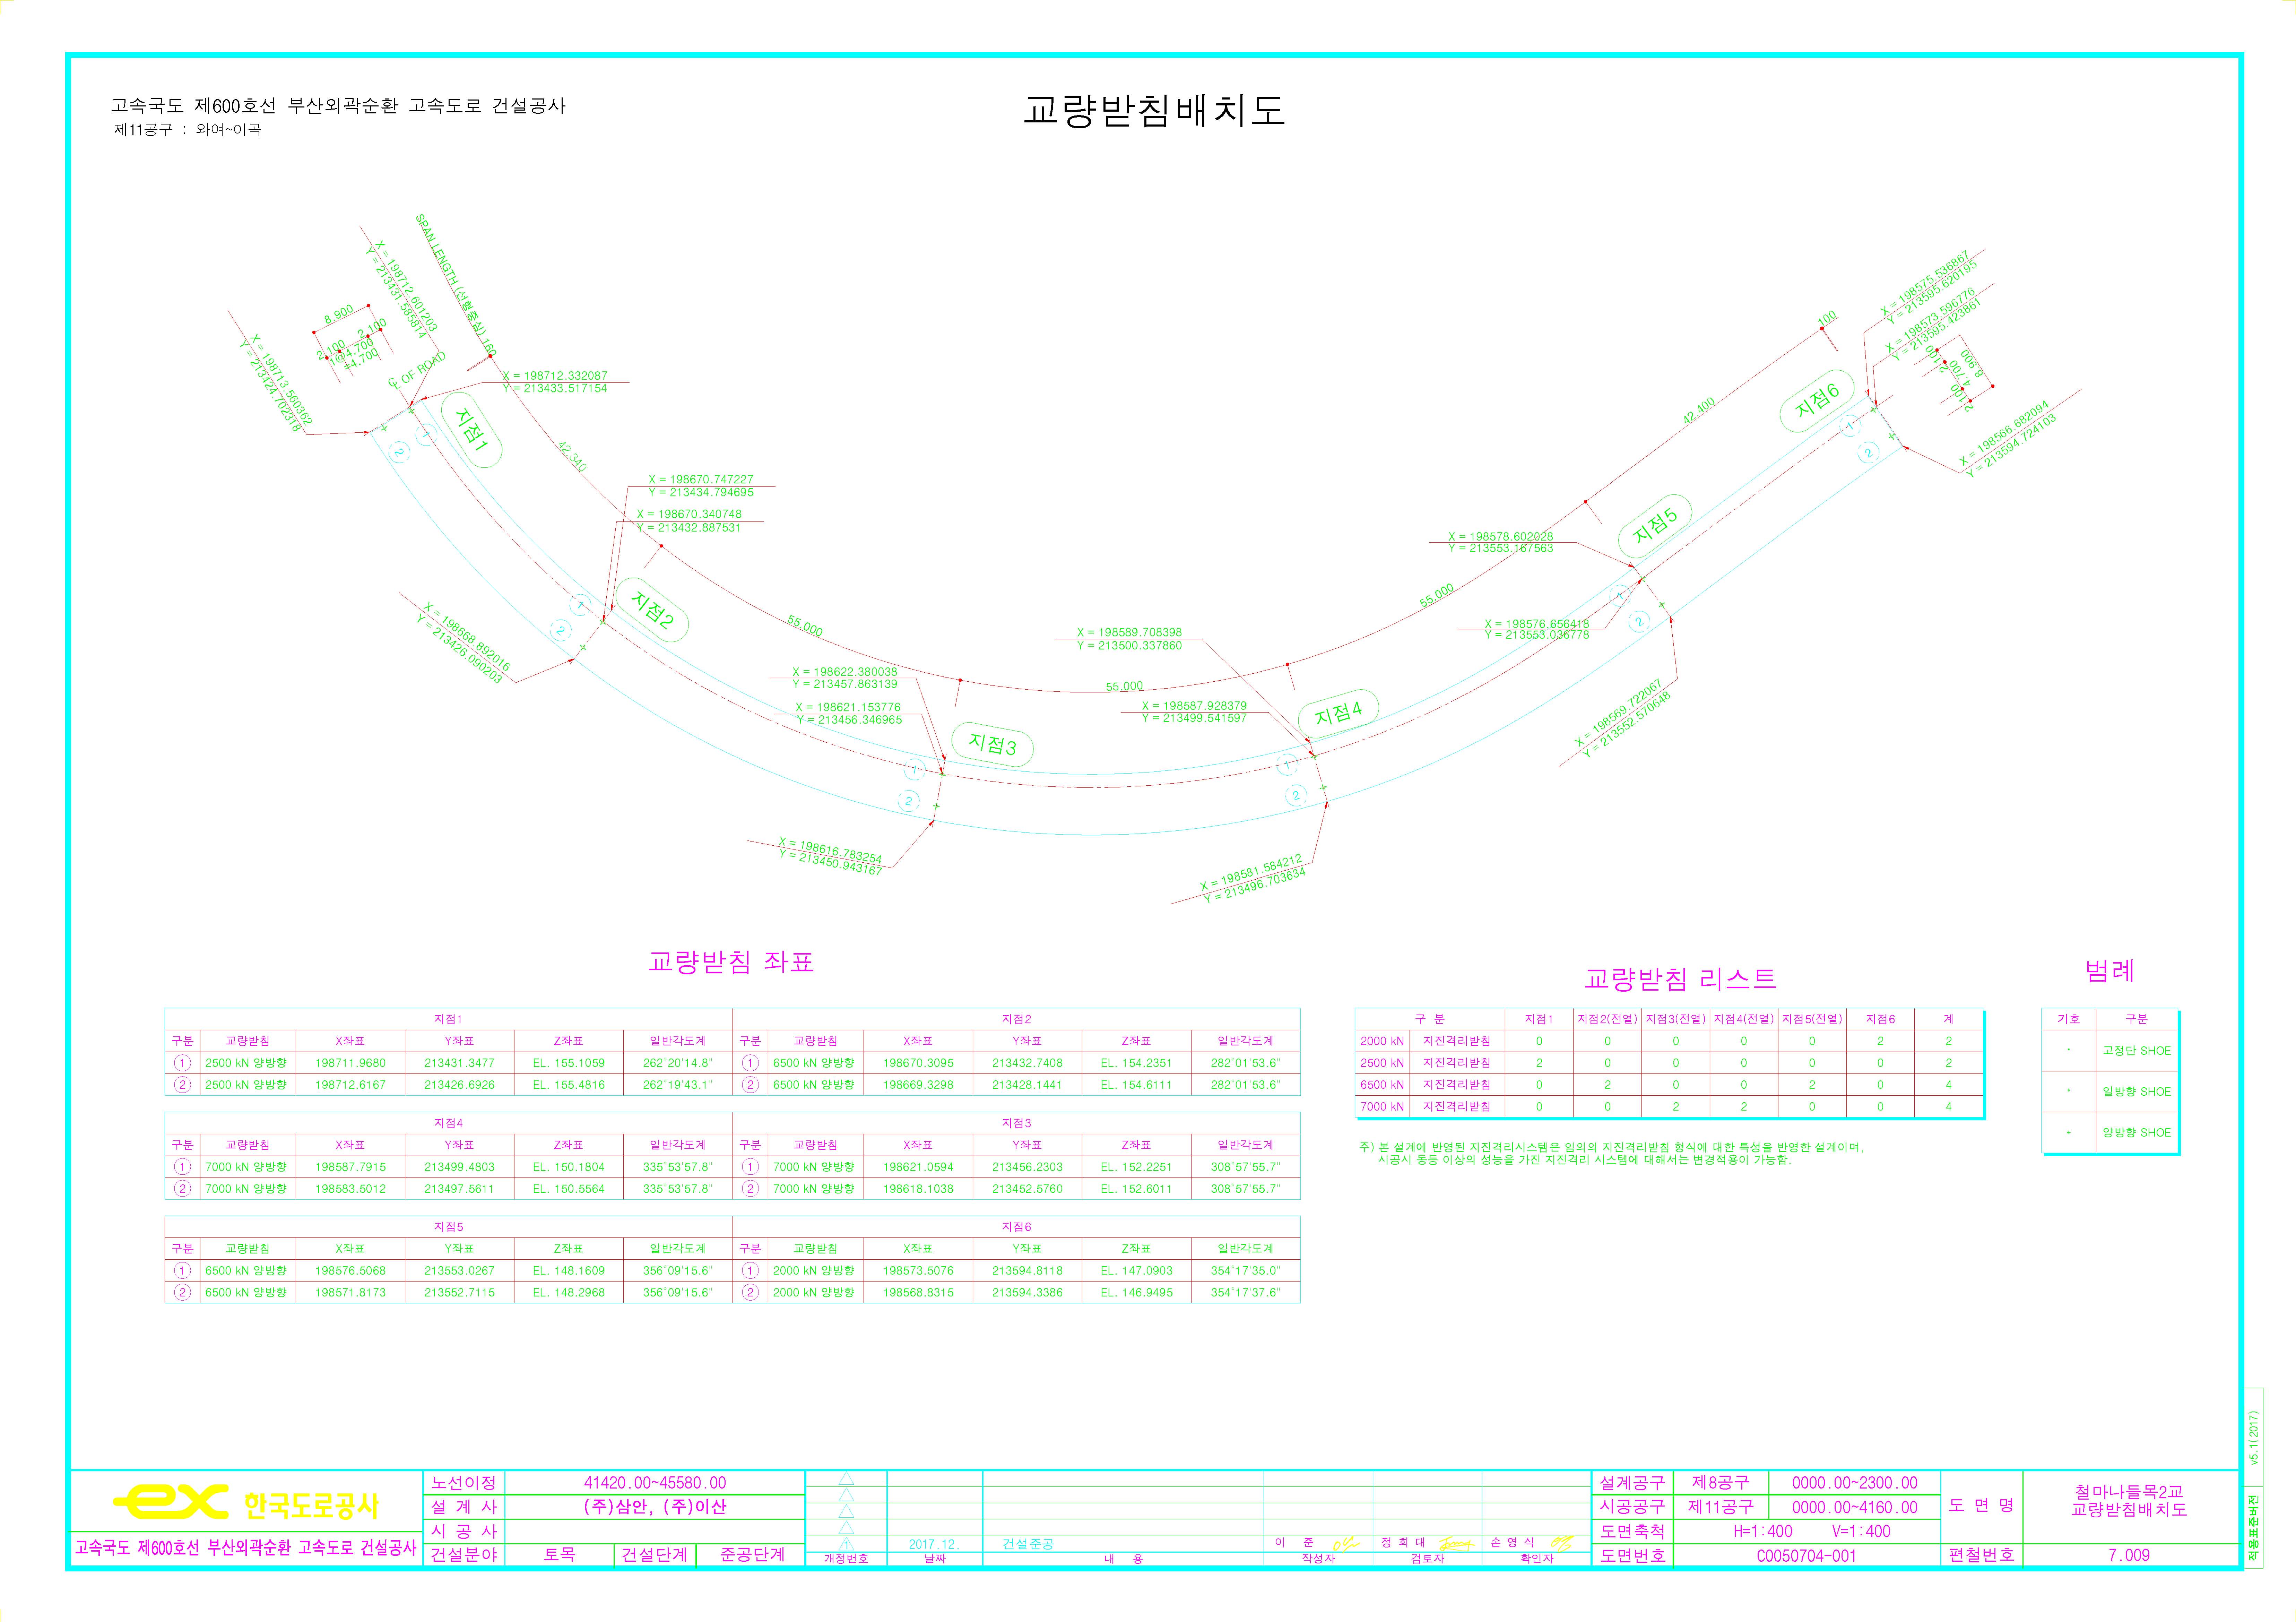 고속국도 제600호선 부산외곽순환 고속도로 건설공사
제11공구 : 와여~이곡
교량받침배치도
SPAN LENGTH (선형중심) 160
X = 198712.601203
Y = 213431.585814
X = 198713.560362
Y = 213424.702318
8.900
2.100
2.100
1@4.700
=4.700
℄ OF ROAD
X = 198712.332087
Y = 213433.517154
지점1
1
2
42.340
X = 198670.747227
Y = 213434.794695
X = 198670.340748
Y = 213432.887531
X = 198668.892016
Y = 213426.090203
지점2
1
2
55.000
X = 198622.380038
Y = 213457.863139
X = 198621.153776
Y = 213456.346965
X = 198616.783254
Y = 213450.943167
지점3
1
2
55.000
X = 198589.708398
Y = 213500.337860
X = 198587.928379
Y = 213499.541597
X = 198581.584212
Y = 213496.703634
지점4
1
2
55.000
X = 198578.602028
Y = 213553.167563
X = 198576.656418
Y = 213553.036778
X = 198569.722067
Y = 213552.570648
지점5
1
2
42.400
100
X = 198575.536867
Y = 213595.620195
X = 198573.596776
Y = 213595.423861
X = 198566.682094
Y = 213594.724103
지점6
1
2
2.100
4.700
2.100
8.900
교량받침 좌표
지점1 지점2
구분 교량받침 X좌표 Y좌표 Z좌표 일반각도계 구분 교량받침 X좌표 Y좌표 Z좌표 일반각도계
1 2500 kN 양방향 198711.9680 213431.3477 EL. 155.1059 262°20'14.8" 1 6500 kN 양방향 198670.3095 213432.7408 EL. 154.2351 282°01'53.6"
2 2500 kN 양방향 198712.6167 213426.6926 EL. 155.4816 262°19'43.1" 2 6500 kN 양방향 198669.3298 213428.1441 EL. 154.6111 282°01'53.6"
지점4 지점3
구분 교량받침 X좌표 Y좌표 Z좌표 일반각도계 구분 교량받침 X좌표 Y좌표 Z좌표 일반각도계
1 7000 kN 양방향 198587.7915 213499.4803 EL. 150.1804 335°53'57.8" 1 7000 kN 양방향 198621.0594 213456.2303 EL. 152.2251 308°57'55.7"
2 7000 kN 양방향 198583.5012 213497.5611 EL. 150.5564 335°53'57.8" 2 7000 kN 양방향 198618.1038 213452.5760 EL. 152.6011 308°57'55.7"
지점5 지점6
구분 교량받침 X좌표 Y좌표 Z좌표 일반각도계 구분 교량받침 X좌표 Y좌표 Z좌표 일반각도계
1 6500 kN 양방향 198576.5068 213553.0267 EL. 148.1609 356°09'15.6" 1 2000 kN 양방향 198573.5076 213594.8118 EL. 147.0903 354°17'35.0"
2 6500 kN 양방향 198571.8173 213552.7115 EL. 148.2968 356°09'15.6" 2 2000 kN 양방향 198568.8315 213594.3386 EL. 146.9495 354°17'37.6"
교량받침 리스트
구 분 지점1 지점2(전열) 지점3(전열) 지점4(전열) 지점5(전열) 지점6 계
2000 kN 지진격리받침 0 0 0 0 0 2 2
2500 kN 지진격리받침 2 0 0 0 0 0 2
6500 kN 지진격리받침 0 2 0 0 2 0 4
7000 kN 지진격리받침 0 0 2 2 0 0 4
주) 본 설계에 반영된 지진격리시스템은 임의의 지진격리받침 형식에 대한 특성을 반영한 설계이며,
시공시 동등 이상의 성능을 가진 지진격리 시스템에 대해서는 변경적용이 가능함.
범례
기호 구분
고정단 SHOE
일방향 SHOE
양방향 SHOE
ex 한국도로공사
고속국도 제600호선 부산외곽순환 고속도로 건설공사
노선이정 41420.00~45580.00
설 계 사 (주)삼안, (주)이산
시 공 사
건설분야 토목 건설단계 준공단계
1 2017.12. 건설준공 이 준 정 희 대 손 영 식
개정번호 날짜 내 용 작성자 검토자 확인자
설계공구 제8공구 0000.00~2300.00
시공공구 제11공구 0000.00~4160.00
도면축척 H=1:400 V=1:400
도면번호 CO050704-001
도 면 명 철마나들목2교
교량받침배치도
편철번호 7.009
v5.1(2017)
적용표준버전